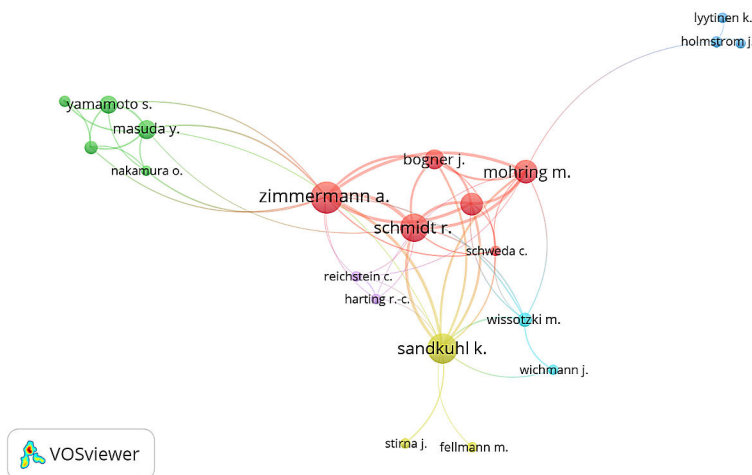 lyytinen k.
holmstrom j.
yamamoto s.
masuda y.
nakamura o.
bogner j.
mohring m.
zimmermann a.
schmidt r.
schweda c.
reichstein c.
harting r.-c.
wissotzki m.
sandkuhl k.
wichmann j.
stirna j.
fellmann m.
VOSviewer